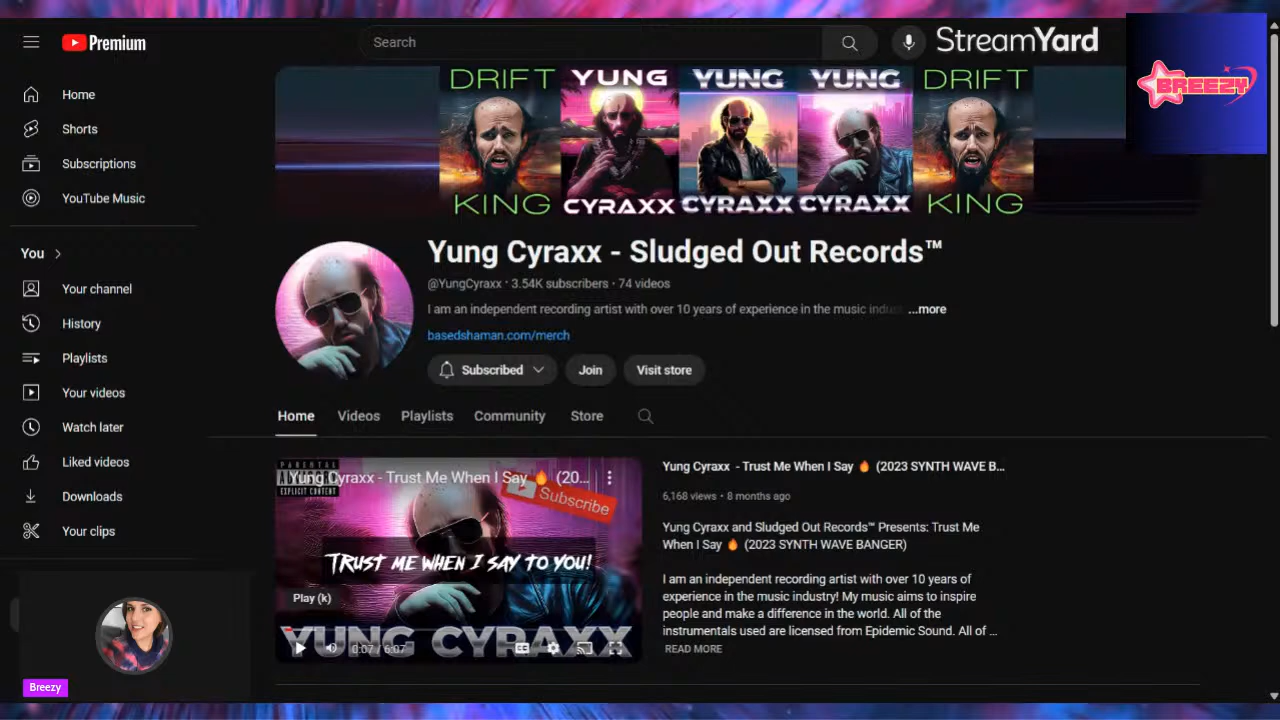 Premium
Search
StreamYard
BREEZY
Home
Shorts
Subscriptions
YouTube Music
You
Your channel
History
Playlists
Your videos
Watch later
Liked videos
Downloads
Your clips
Breezy
DRIFT YUNG YUNG YUNG DRIFT
KING CYRAXX CYRAXX CYRAXX KING
Yung Cyraxx - Sludged Out Records™
@YungCyraxx · 3.54K subscribers · 74 videos
I am an independent recording artist with over 10 years of experience in the music indus ...more
basedshaman.com/merch
Subscribed Join Visit store
Home Videos Playlists Community Store
PARENTAL
ADVISORY
EXPLICIT CONTENT
Yung Cyraxx - Trust Me When I Say 🔥 (20...
Subscribe
TRUST ME WHEN I SAY TO YOU!
Play (k)
YUNG CYRAXX
0:07 / 6:07
Yung Cyraxx - Trust Me When I Say 🔥 (2023 SYNTH WAVE B...
6,168 views · 8 months ago
Yung Cyraxx and Sludged Out Records™ Presents: Trust Me
When I Say 🔥 (2023 SYNTH WAVE BANGER)
I am an independent recording artist with over 10 years of
experience in the music industry! My music aims to inspire
people and make a difference in the world. All of the
instrumentals used are licensed from Epidemic Sound. All of ...
READ MORE